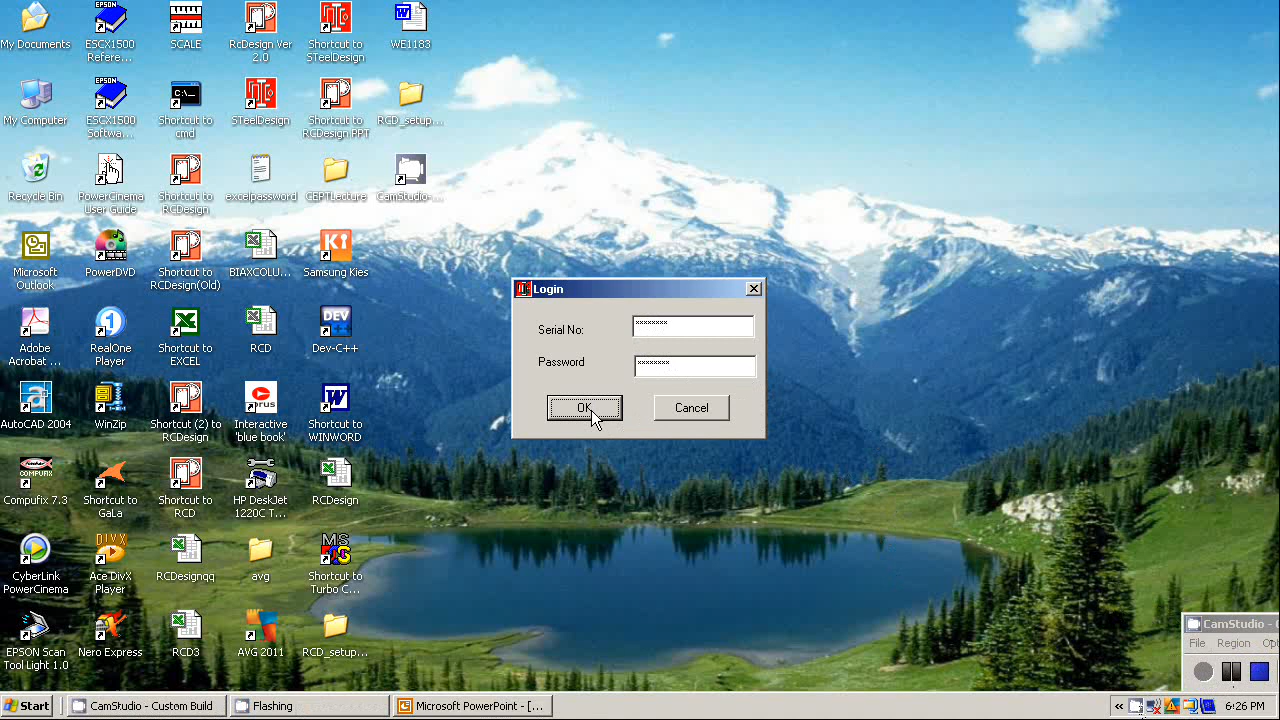 My Documents
ESCX1500
Refere...
SCALE
RcDesign Ver
2.0
Shortcut to
STeelDesign
WE1163
My Computer
ESCX1500
Softwa...
C:\_
Shortcut to
cmd
STeelDesign
Shortcut to
RCDesign PPT
RCD_setup...
Recycle Bin
PowerCinema
User Guide
Shortcut to
RCDesign
excelpassword
CEPTLecture
CamStudio-...
Microsoft
Outlook
PowerDVD
Shortcut to
RCDesign(Old)
BIAXCOLU...
Samsung Kies
Adobe
Acrobat ...
RealOne
Player
Shortcut to
EXCEL
RCD
DEV
Dev-C++
AutoCAD 2004
WinZip
Shortcut (2) to
RCDesign
Interactive
'blue book'
Shortcut to
WINWORD
Compufix 7.3
Shortcut to
GaLa
Shortcut to
RCD
HP DeskJet
1220C T...
RCDesign
CyberLink
PowerCinema
Ace DivX
Player
RCDesignqq
avg
Shortcut to
Turbo C...
EPSON Scan
Tool Light 1.0
Nero Express
RCD3
AVG 2011
RCD_setup...
Login
Serial No:
xxxxxxxx
Password
xxxxxxxx
OK
Cancel
CamStudio -
File Region
Start
CamStudio - Custom Build
Flashing
Microsoft PowerPoint - [...
6:26 PM